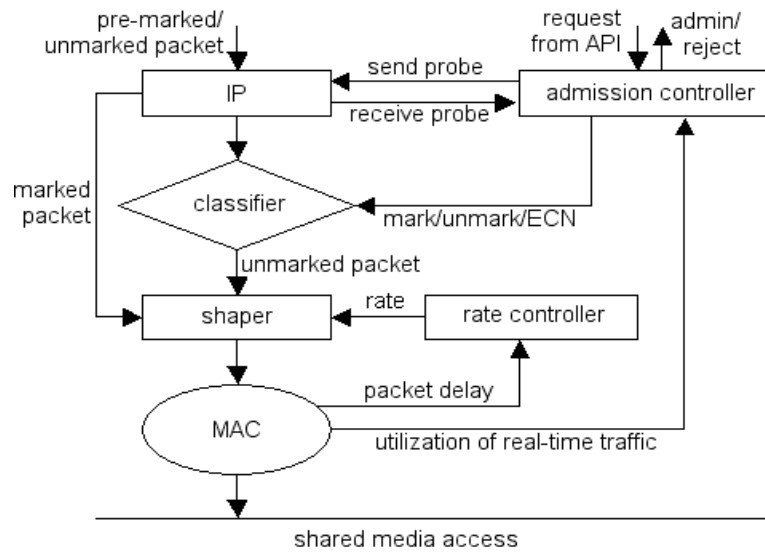 pre-marked/
unmarked packet
request
from API
admin/
reject
send probe
IP
admission controller
receive probe
marked
packet
classifier
mark/unmark/ECN
unmarked packet
shaper
rate
rate controller
packet delay
MAC
utilization of real-time traffic
shared media access